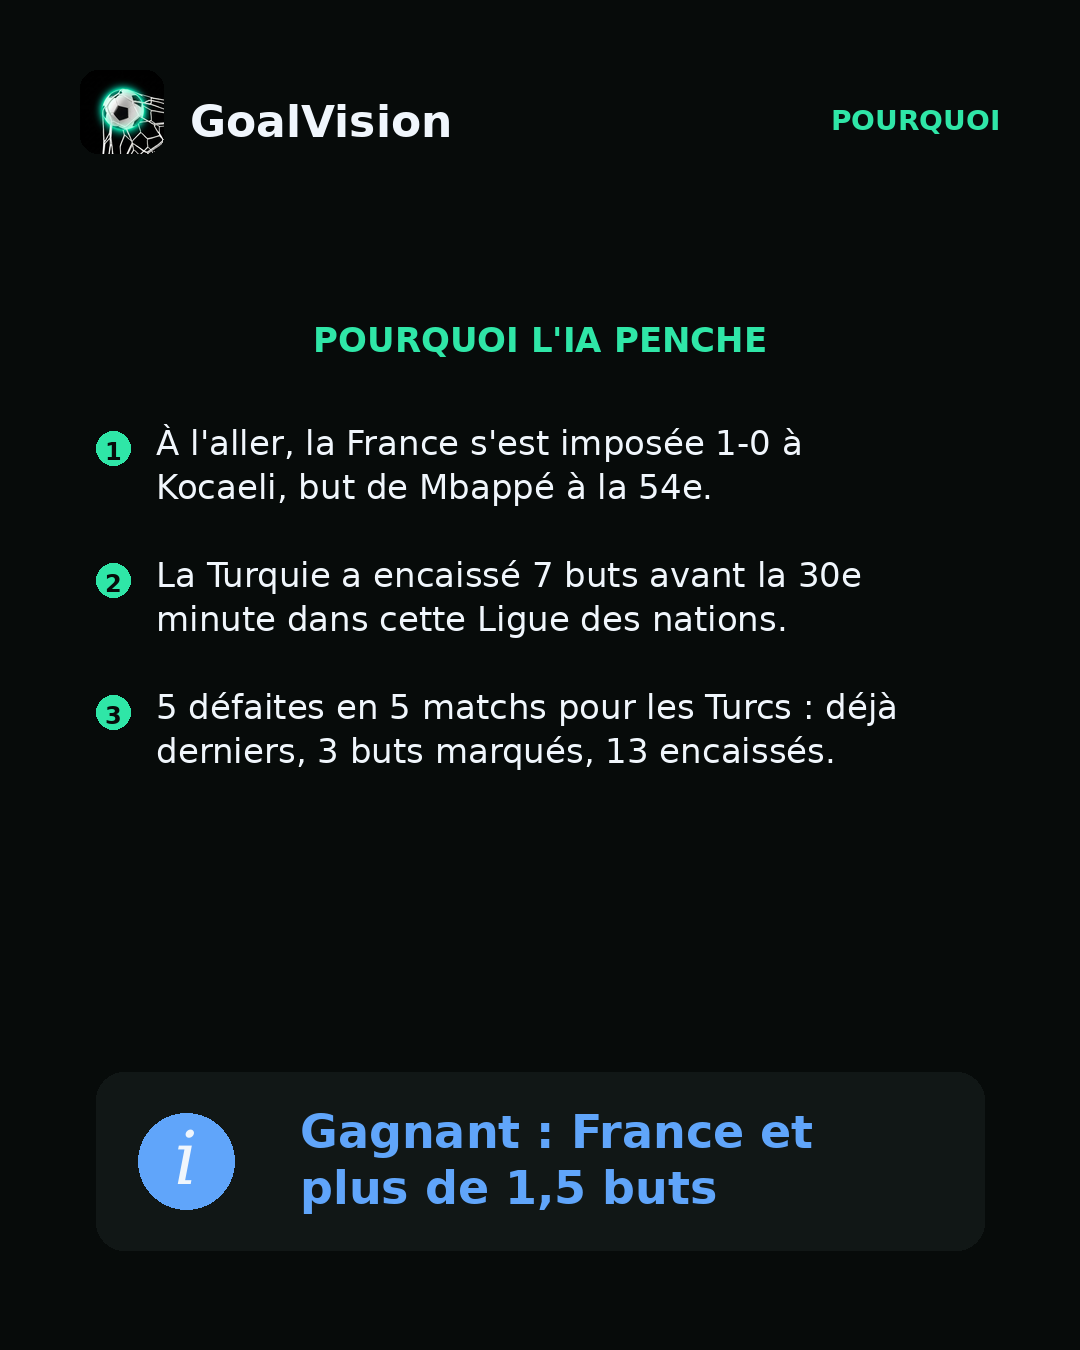 GoalVision
POURQUOI
POURQUOI L'IA PENCHE
1 À l'aller, la France s'est imposée 1-0 à
Kocaeli, but de Mbappé à la 54e.
2 La Turquie a encaissé 7 buts avant la 30e
minute dans cette Ligue des nations.
3 5 défaites en 5 matchs pour les Turcs : déjà
derniers, 3 buts marqués, 13 encaissés.
i
Gagnant : France et
plus de 1,5 buts